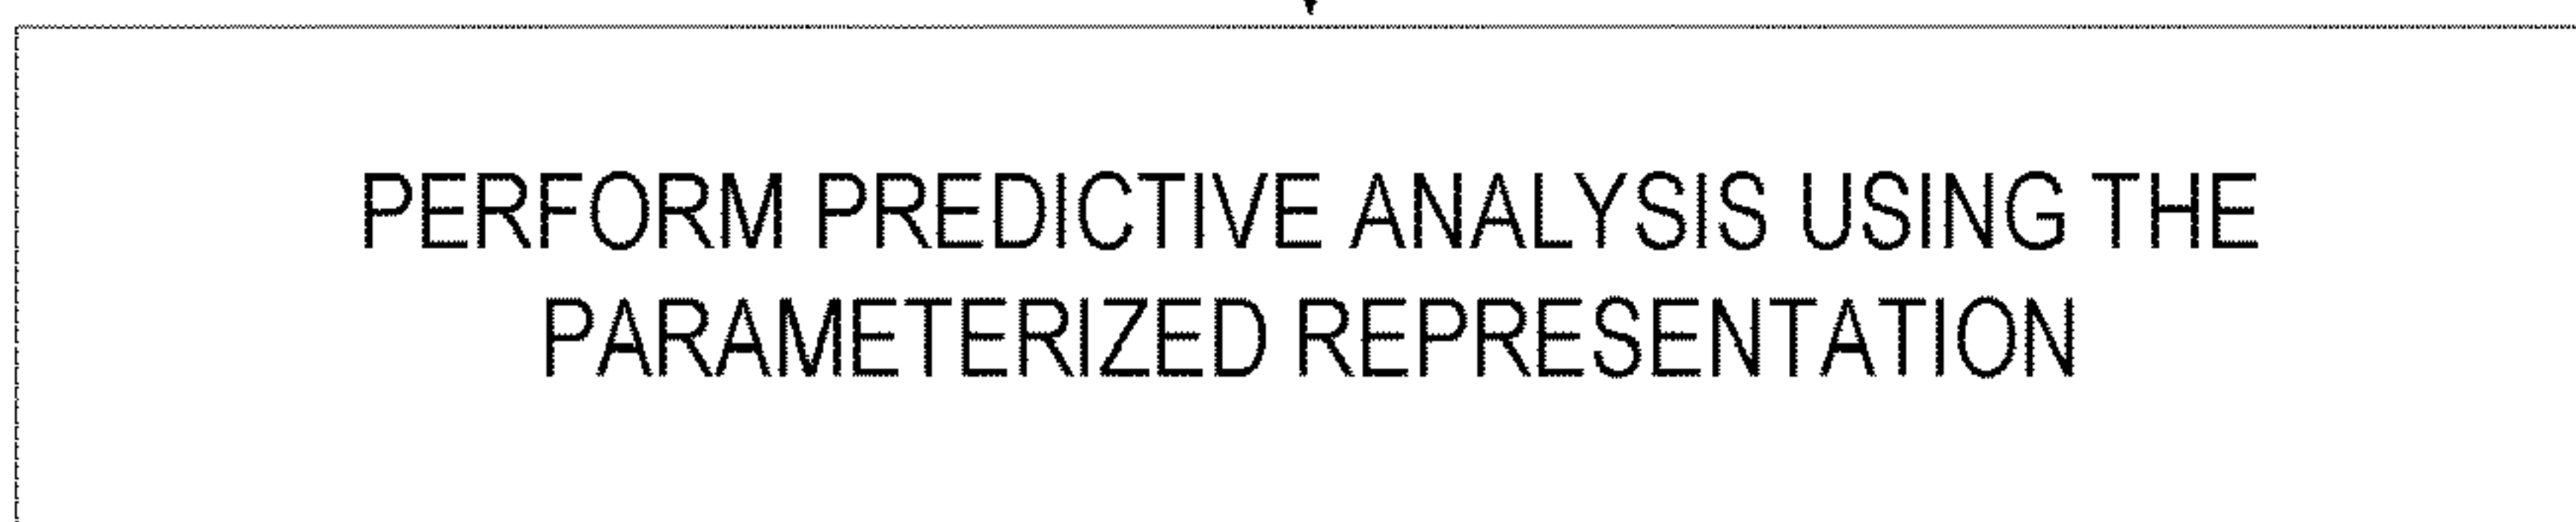 PERFORM PREDICTIVE ANALYSIS USING THE
PARAMETERIZED REPRESENTATION